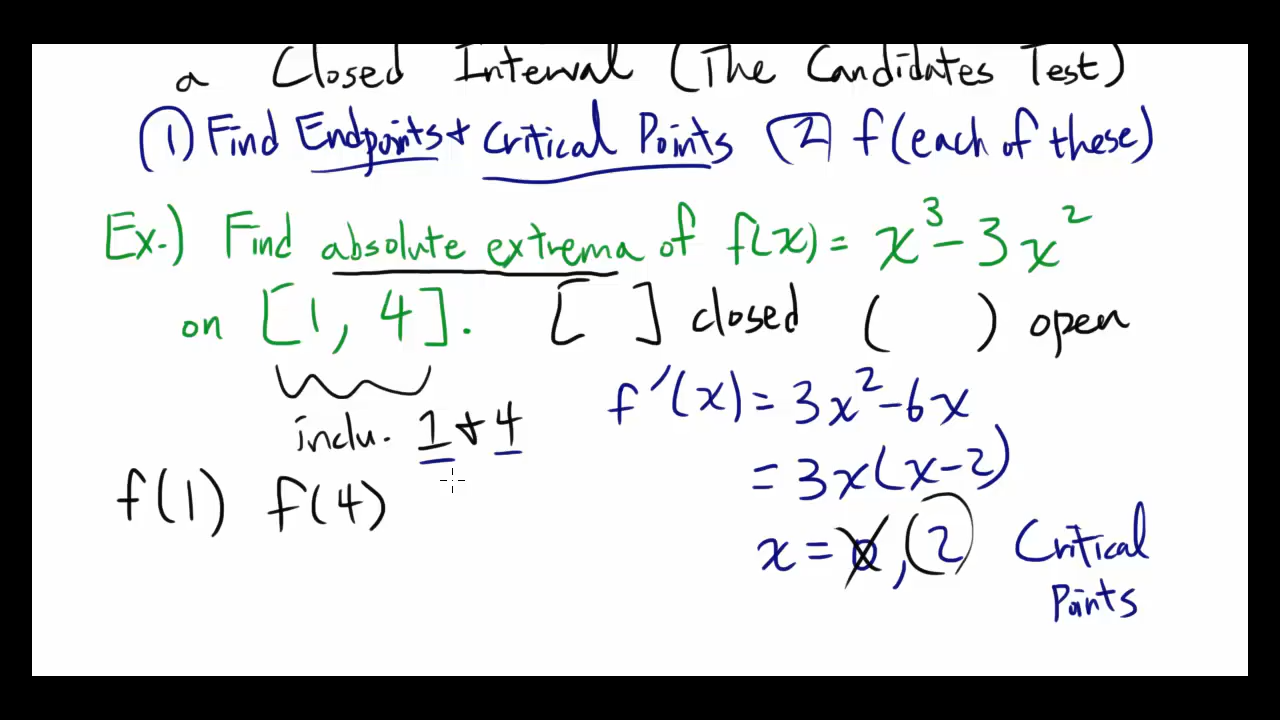 a Closed Interval (The Candidates Test)
(1) Find Endpoints + Critical Points (2) f(each of these)
Ex.) Find absolute extrema of f(x) = x³ - 3x²
on [1, 4]. [ ] closed ( ) open
f'(x) = 3x² - 6x
inclu. 1 + 4
= 3x(x-2)
f(1) f(4)
x = 0, 2 Critical
Points